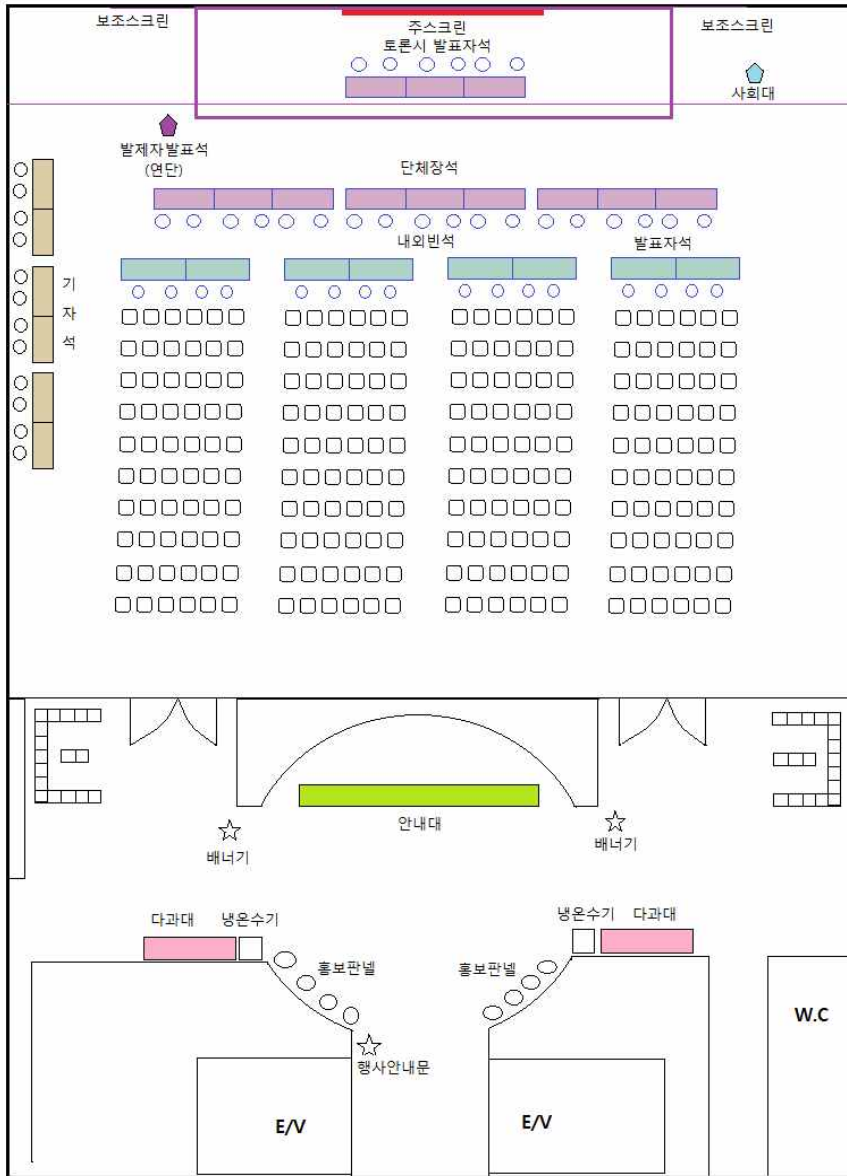 보조스크린
주스크린
보조스크린
토론시 발표자석
사회대
발제자발표석
(연단)
단체장석
내외빈석
발표자석
기
자
석
안내대
배너기
배너기
다과대
냉온수기
냉온수기
다과대
홍보판넬
홍보판넬
W.C
행사안내문
E/V
E/V